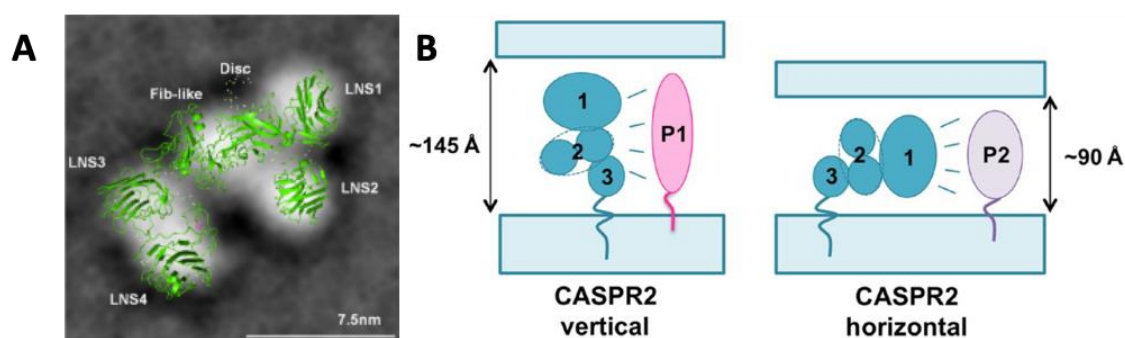 A
Disc
Fib-like
LNS1
LNS3
LNS2
LNS4
7.5nm
B
~145 Å
1
2
3
P1
CASPR2
vertical
1
2
3
P2
~90 Å
CASPR2
horizontal